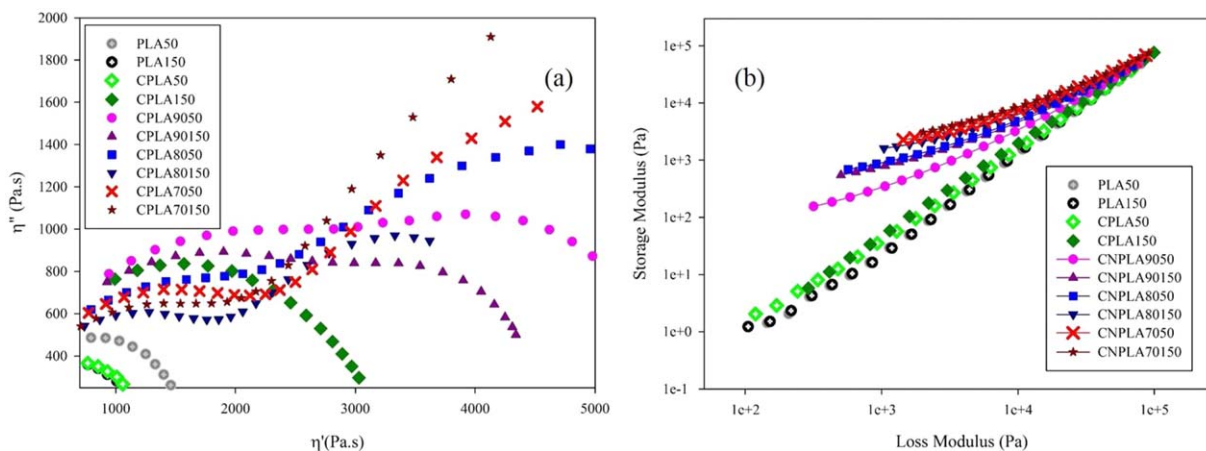 (a)
η'' (Pa.s)
2000
1800
1600
1400
1200
1000
800
600
400
PLA50
PLA150
CPLA50
CPLA150
CPLA9050
CPLA90150
CPLA8050
CPLA80150
CPLA7050
CPLA70150
1000
2000
3000
4000
5000
η'(Pa.s)
(b)
Storage Modulus (Pa)
1e+5
1e+4
1e+3
1e+2
1e+1
1e+0
1e-1
PLA50
PLA150
CPLA50
CPLA150
CNPLA9050
CNPLA90150
CNPLA8050
CNPLA80150
CNPLA7050
CNPLA70150
1e+2
1e+3
1e+4
1e+5
Loss Modulus (Pa)